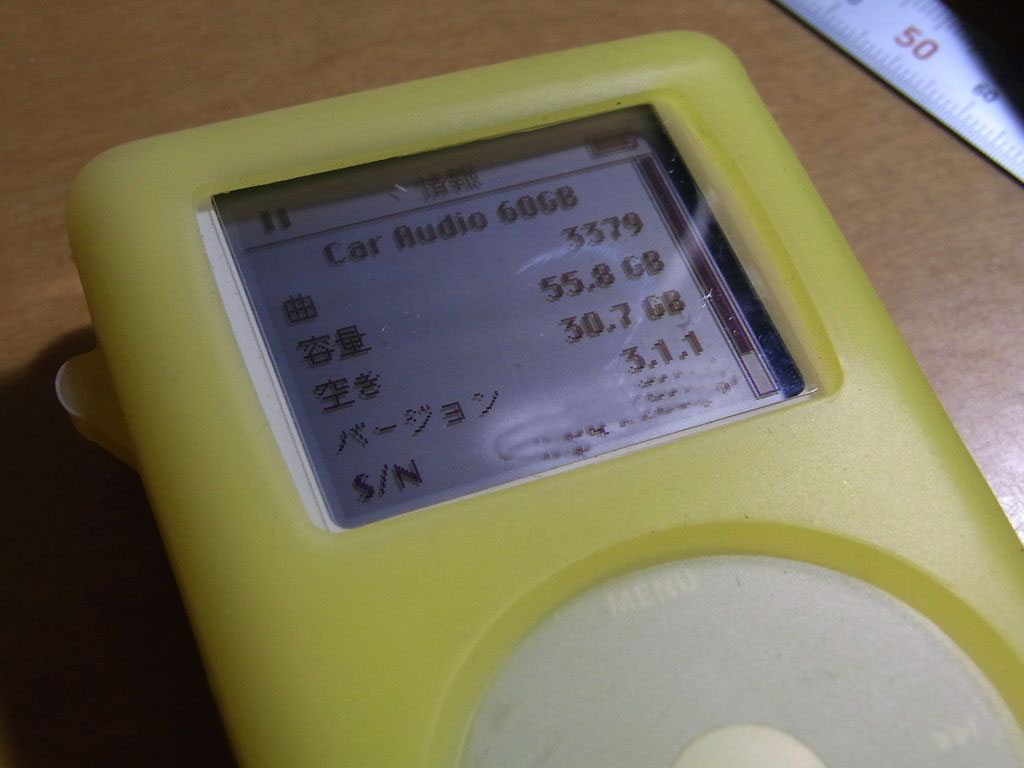 情報
Car Audio 60GB
曲 3379
容量 55.8 GB
空き 30.7 GB
バージョン 3.1.1
S/N
MENU
50
60